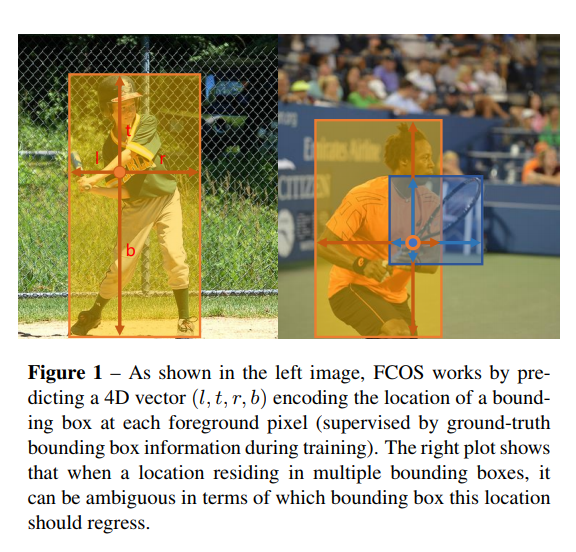 t
l
r
b
CITIZEN
Figure 1 – As shown in the left image, FCOS works by pre-
dicting a 4D vector (l, t, r, b) encoding the location of a bound-
ing box at each foreground pixel (supervised by ground-truth
bounding box information during training). The right plot shows
that when a location residing in multiple bounding boxes, it
can be ambiguous in terms of which bounding box this location
should regress.